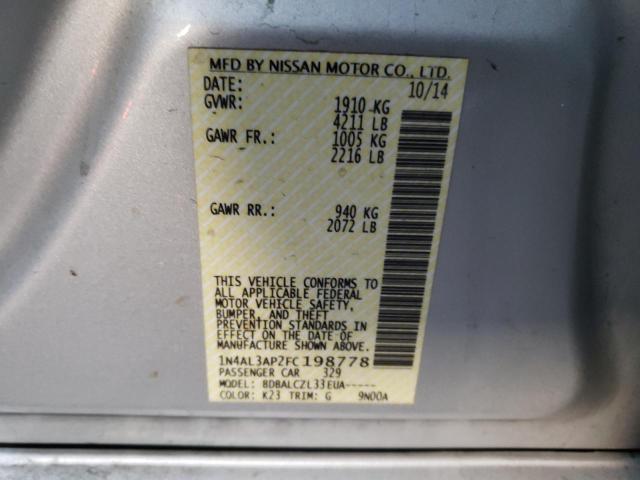 MFD BY NISSAN MOTOR CO., LTD.
DATE: 10/14
GVWR: 1910 KG
4211 LB
GAWR FR.: 1005 KG
2216 LB
GAWR RR.: 940 KG
2072 LB
THIS VEHICLE CONFORMS TO
ALL APPLICABLE FEDERAL
MOTOR VEHICLE SAFETY,
BUMPER, AND THEFT
PREVENTION STANDARDS
IN EFFECT ON THE DATE OF
MANUFACTURE SHOWN ABOVE.
1N4AL3AP2FC198778
PASSENGER CAR 329
MODEL: BDBALCZL33EUA-----
COLOR: K23 TRIM: G 9N00A